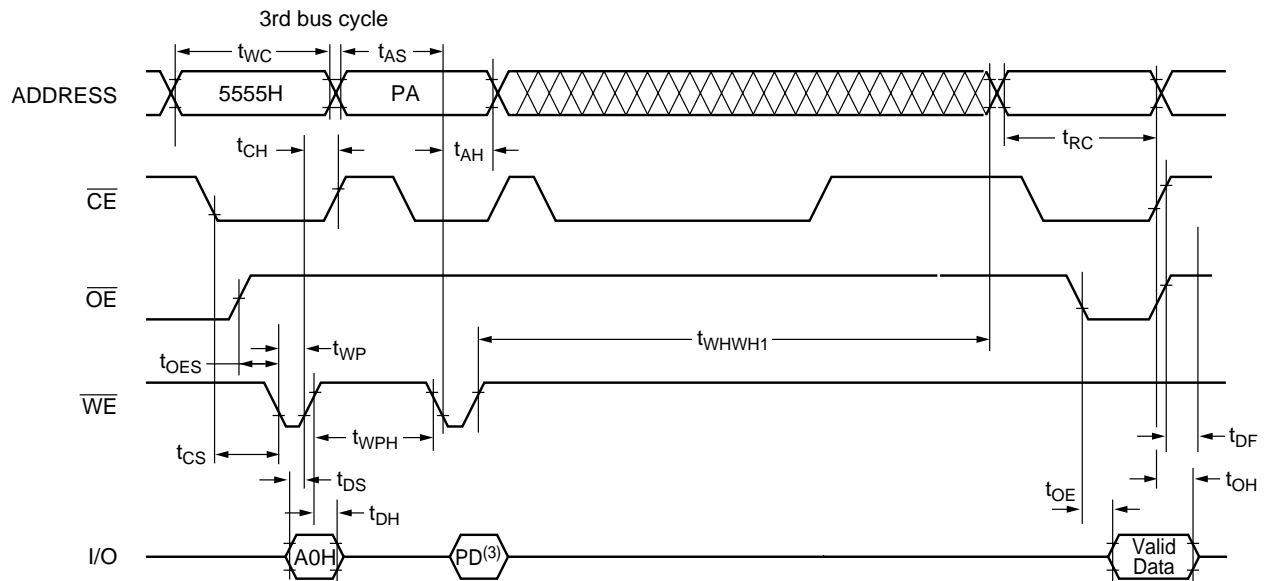 3rd bus cycle
tWC tAS
ADDRESS 5555H PA
tCH tAH tRC
CE
OE
tOES tWP tWHWH1
WE
tCS tWPH tDF
tDS tOE tOH
tDH
I/O A0H PD(3) Valid
Data